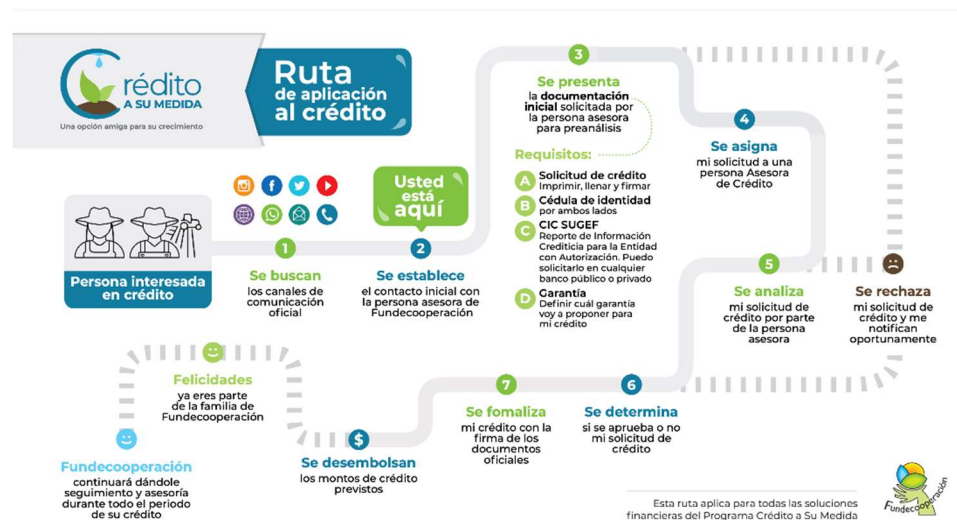 Crédito
A SU MEDIDA
Una opción amiga para su crecimiento
Ruta
de aplicación
al crédito
Persona interesada
en crédito
1
Se buscan
los canales de
comunicación
oficial
Usted
está
aquí
2
Se establece
el contacto inicial con
la persona asesora de
Fundecooperación
3
Se presenta
la documentación
inicial solicitada por
la persona asesora
para preanálisis
Requisitos:
A Solicitud de crédito
Imprimir, llenar y firmar
B Cédula de identidad
por ambos lados
C CIC SUGEF
Reporte de Información
Crediticia para la Entidad
con Autorización. Puedo
solicitarlo en cualquier
banco público o privado
D Garantía
Definir cuál garantía
voy a proponer para
mi crédito
4
Se asigna
mi solicitud a una
persona Asesora
de Crédito
5
Se analiza
mi solicitud de
crédito por parte
de la persona
asesora
Se rechaza
mi solicitud de
crédito y me
notifican
oportunamente
6
Se determina
si se aprueba o no
mi solicitud de
crédito
7
Se fomaliza
mi crédito con la
firma de los
documentos
oficiales
$
Se desembolsan
los montos de crédito
previstos
Felicidades
ya eres parte
de la familia de
Fundecooperación
Fundecooperación
continuará dándole
seguimiento y asesoría
durante todo el periodo
de su crédito
Esta ruta aplica para todas las soluciones
financieras del Programa Crédito a Su Medida
Fundecooperación